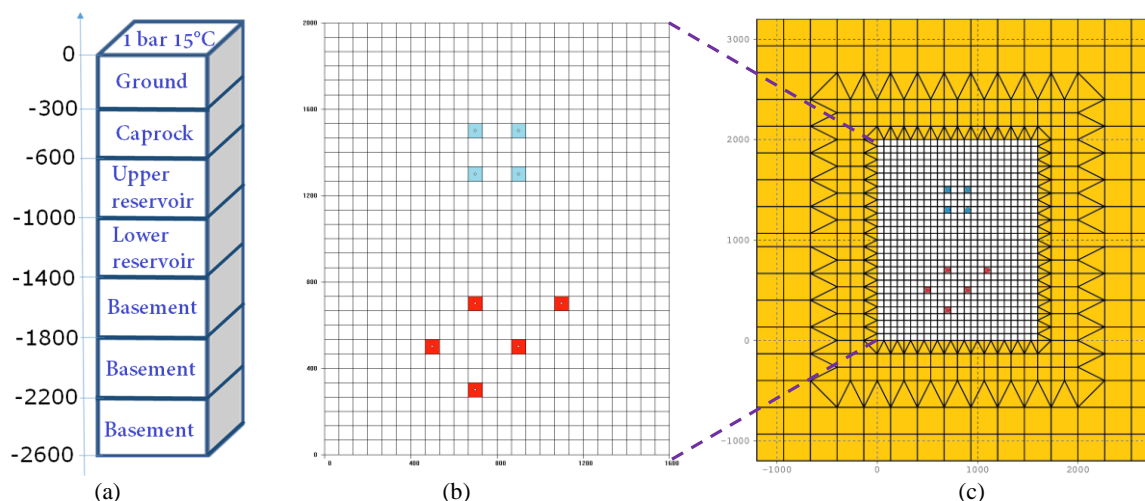 1 bar 15°C
0
Ground
-300
Caprock
-600
Upper
reservoir
-1000
Lower
reservoir
-1400
Basement
-1800
Basement
-2200
Basement
-2600
(a)
2000
1600
1200
800
400
0
0
400
800
1200
1600
(b)
3000
2000
1000
0
-1000
-1000
0
1000
2000
(c)